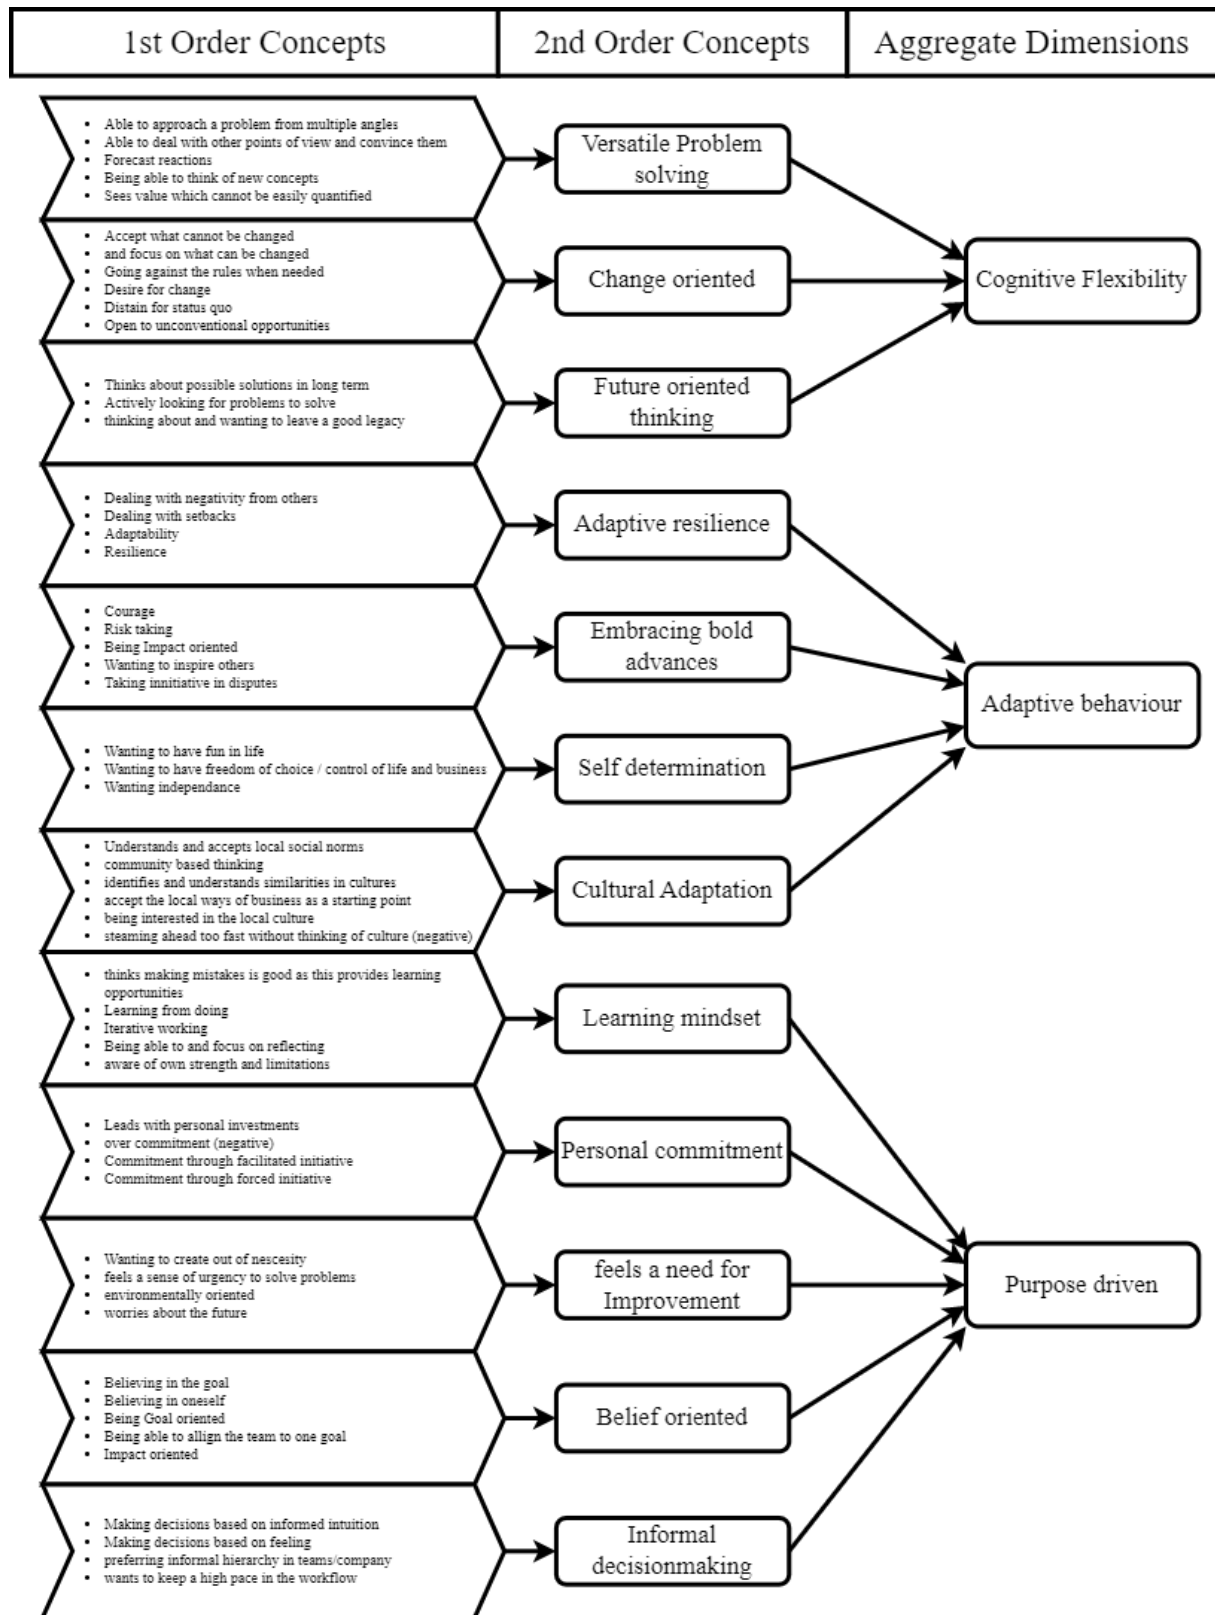 1st Order Concepts
2nd Order Concepts
Aggregate Dimensions
• Able to approach a problem from multiple angles
• Able to deal with other points of view and convince them
• Forecast reactions
• Being able to think of new concepts
• Sees value which cannot be easily quantified
Versatile Problem
solving
• Accept what cannot be changed
• and focus on what can be changed
• Going against the rules when needed
• Desire for change
• Distain for status quo
• Open to unconventional opportunities
Change oriented
Cognitive Flexibility
• Thinks about possible solutions in long term
• Actively looking for problems to solve
• thinking about and wanting to leave a good legacy
Future oriented
thinking
• Dealing with negativity from others
• Dealing with setbacks
• Adaptability
• Resilience
Adaptive resilience
• Courage
• Risk taking
• Being Impact oriented
• Wanting to inspire others
• Taking innitiative in disputes
Embracing bold
advances
Adaptive behaviour
• Wanting to have fun in life
• Wanting to have freedom of choice / control of life and business
• Wanting independance
Self determination
• Understands and accepts local social norms
• community based thinking
• identifies and understands similarities in cultures
• accept the local ways of business as a starting point
• being interested in the local culture
• steaming ahead too fast without thinking of culture (negative)
Cultural Adaptation
• thinks making mistakes is good as this provides learning
opportunities
• Learning from doing
• Iterative working
• Being able to and focus on reflecting
• aware of own strength and limitations
Learning mindset
• Leads with personal investments
• over commitment (negative)
• Commitment through facilitated initiative
• Commitment through forced initiative
Personal commitment
• Wanting to create out of nescesity
• feels a sense of urgency to solve problems
• environmentally oriented
• worries about the future
feels a need for
Improvement
Purpose driven
• Believing in the goal
• Believing in oneself
• Being Goal oriented
• Being able to allign the team to one goal
• Impact oriented
Belief oriented
• Making decisions based on informed intuition
• Making decisions based on feeling
• preferring informal hierarchy in teams/company
• wants to keep a high pace in the workflow
Informal
decisionmaking